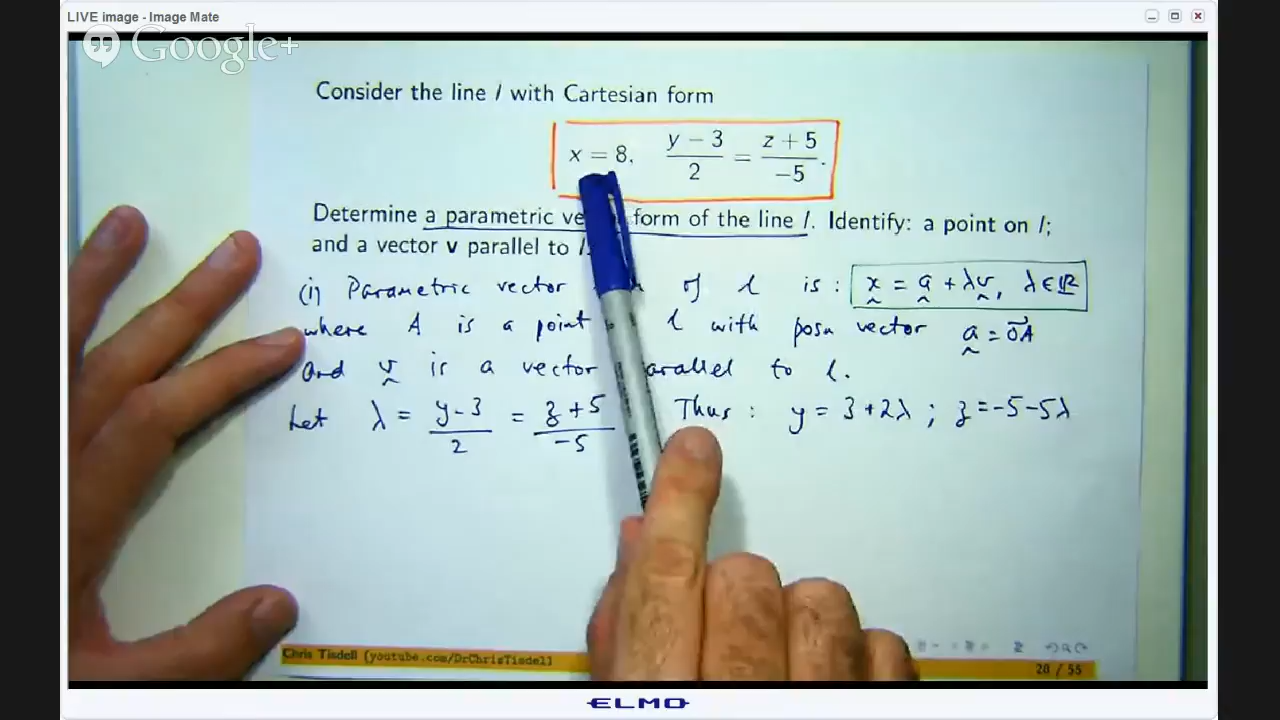 LIVE image - Image Mate
Google+
Consider the line l with Cartesian form
x = 8, (y − 3)/2 = (z + 5)/−5.
Determine a parametric ve form of the line l. Identify: a point on l;
and a vector v parallel to l.
(i) Parametric vector of l is : x̰ = a̰ + λv̰, λ∈ℝ
where A is a point l with posn vector a̰ = O⃗A
And v̰ is a vector arallel to l.
Let λ = (y-3)/2 = (z+5)/-5 Thus : y = 3+2λ ; z = -5-5λ
Chris Tisdell (youtube.com/DrChrisTisdell
20 / 55
ELMO